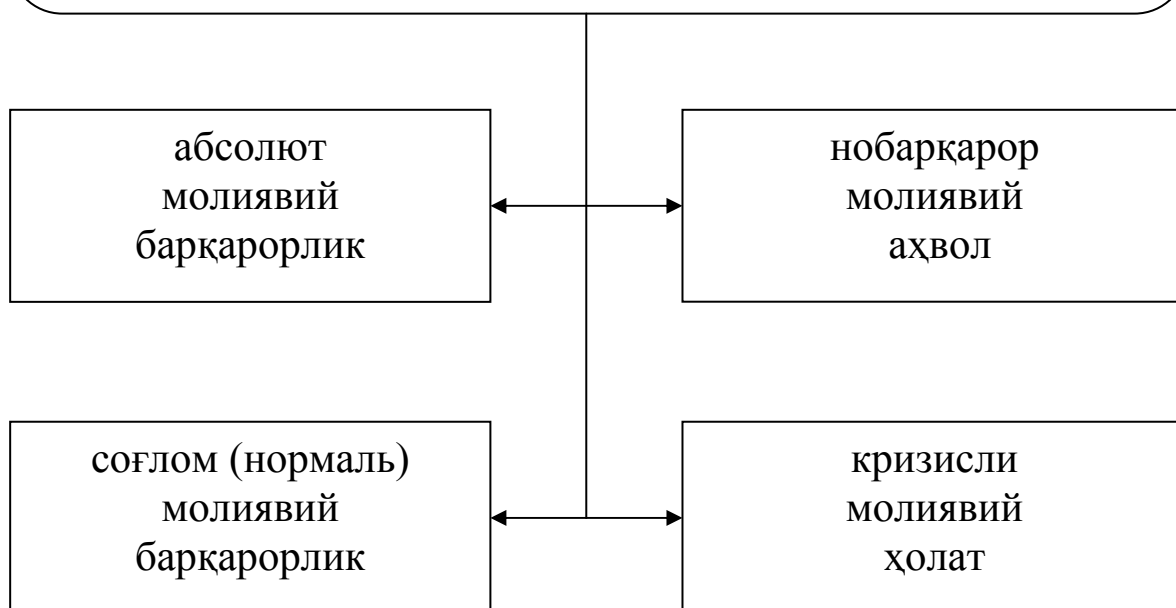 абсолют
молиявий
барқарорлик
нобарқарор
молиявий
аҳвол
соғлом (нормаль)
молиявий
барқарорлик
кризисли
молиявий
ҳолат